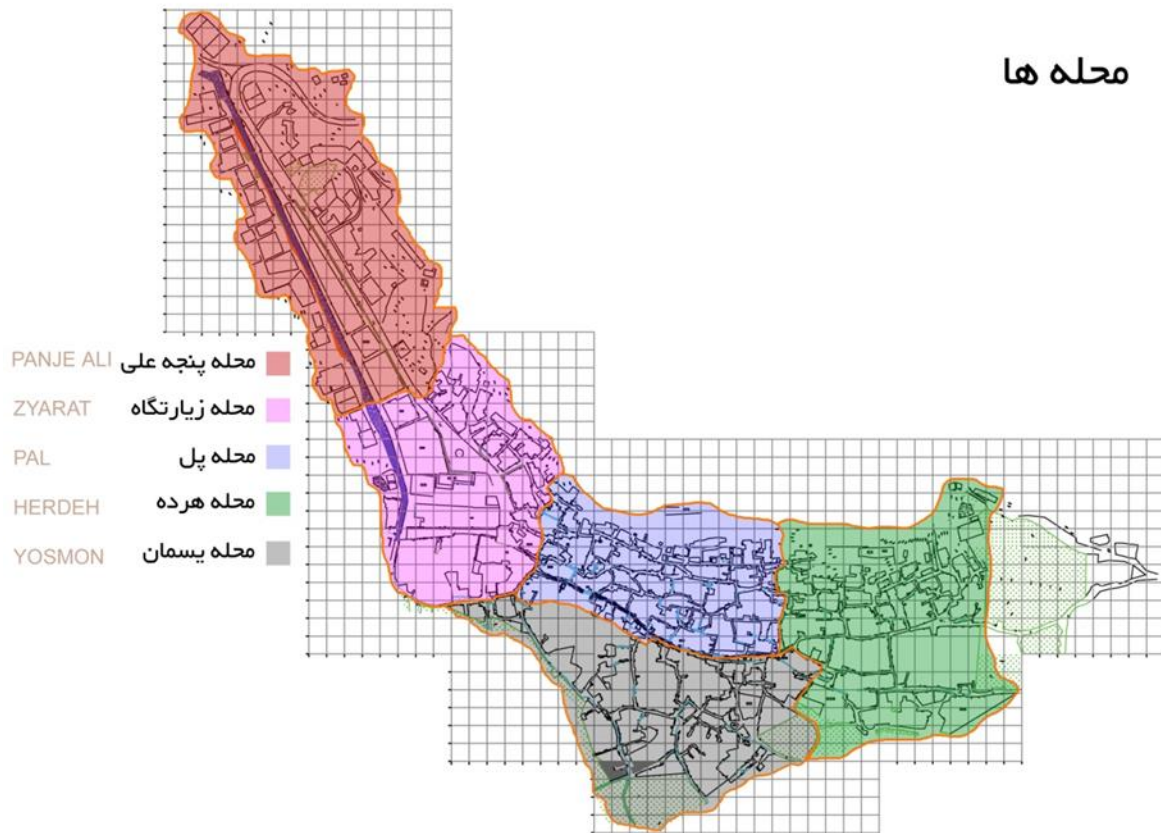 محله ها
PANJE ALI محله پنجه علی
ZYARAT محله زیارتگاه
PAL محله پل
HERDEH محله هرده
YOSMON محله یسمان